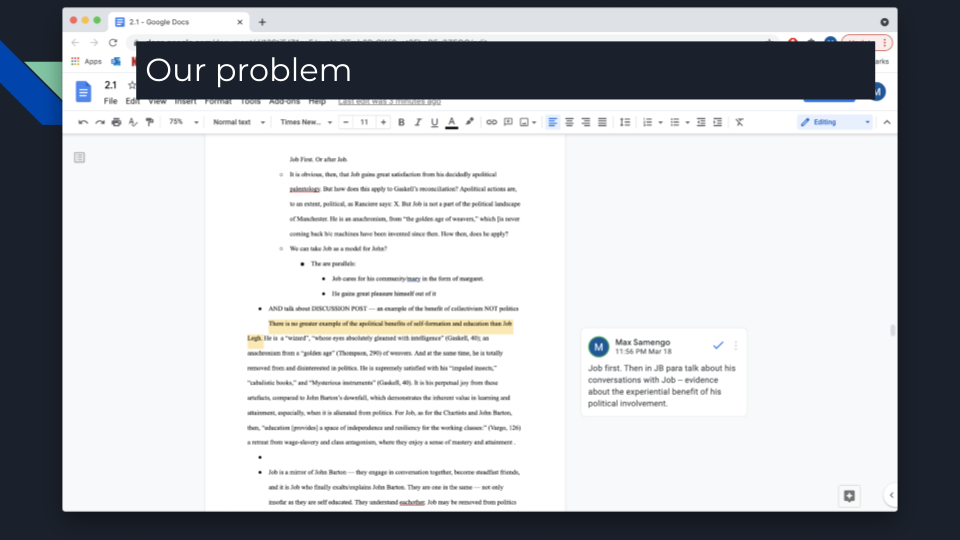 2.1 - Google Docs
Our problem
Apps
2.1
File Edit View Insert Format Tools Add-ons Help Last edit was 3 minutes ago
75% Normal text Times New... 11 Editing
Job First. Or after Job.
It is obvious, then, that Job gains great satisfaction from his decidedly apolitical
palentology. But how does this apply to Gaskell's reconciliation? Apolitical actions are,
to an extent, political, as Ranciere says: X. But Job is not a part of the political landscape
of Manchester. He is an anachronism, from "the golden age of weavers," which [is never
coming back b/c machines have been invented since then. How then, does he apply?
We can take Job as a model for John?
The are parallels:
Job cares for his community/mary in the form of margaret.
He gains great pleasure himself out of it
AND talk about DISCUSSION POST — an example of the benefit of collectivism NOT politics
There is no greater example of the apolitical benefits of self-formation and education than Job
Legh. He is a "wizard", "whose eyes absolutely gleamed with intelligence" (Gaskell, 40); an
anachronism from a "golden age" (Thompson, 290) of weavers. And at the same time, he is totally
removed from and disinterested in politics. He is supremely satisfied with his "impaled insects,"
"cabalistic books," and "Mysterious instruments" (Gaskell, 40). It is his perpetual joy from these
artefacts, compared to John Barton's downfall, which demonstrates the inherent value in learning and
attainment, especially, when it is alienated from politics. For Job, as for the Chartists and John Barton,
then, "education [provides] a space of independence and resiliency for the working classes:" (Vargo, 126)
a retreat from wage-slavery and class antagonism, where they enjoy a sense of mastery and attainment .
Job is a mirror of John Barton — they engage in conversation together, become steadfast friends,
and it is Job who finally exalts/explains John Barton. They are one in the same — not only
insofar as they are self educated. They understand eachother. Job may be removed from politics
M
Max Samengo
11:56 PM Mar 18
Job first. Then in JB para talk about his
conversations with Job – evidence
about the experiential benefit of his
political involvement.